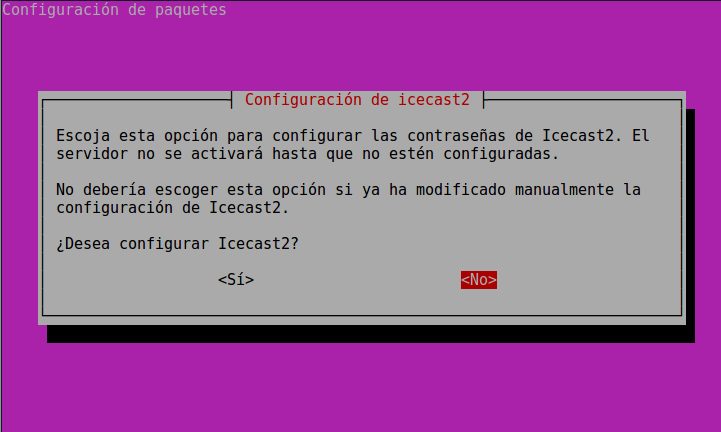 Configuración de paquetes
Configuración de icecast2
Escoja esta opción para configurar las contraseñas de Icecast2. El
servidor no se activará hasta que no estén configuradas.
No debería escoger esta opción si ya ha modificado manualmente la
configuración de Icecast2.
¿Desea configurar Icecast2?
<Sí> <No>